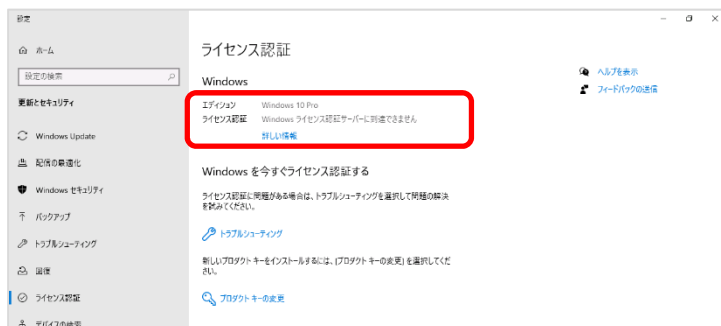 設定
ホーム
設定の検索
更新とセキュリティ
Windows Update
配信の最適化
Windows セキュリティ
バックアップ
トラブルシューティング
回復
ライセンス認証
デバイスの検索
ライセンス認証
Windows
エディション Windows 10 Pro
ライセンス認証 Windows ライセンス認証サーバーに到達できません
詳しい情報
Windows を今すぐライセンス認証する
ライセンス認証に問題がある場合は、トラブルシューティングを選択して問題の解決
を試みてください。
トラブルシューティング
新しいプロダクト キーをインストールするには、[プロダクト キーの変更] を選択してくだ
さい。
プロダクト キーの変更
ヘルプを表示
フィードバックの送信